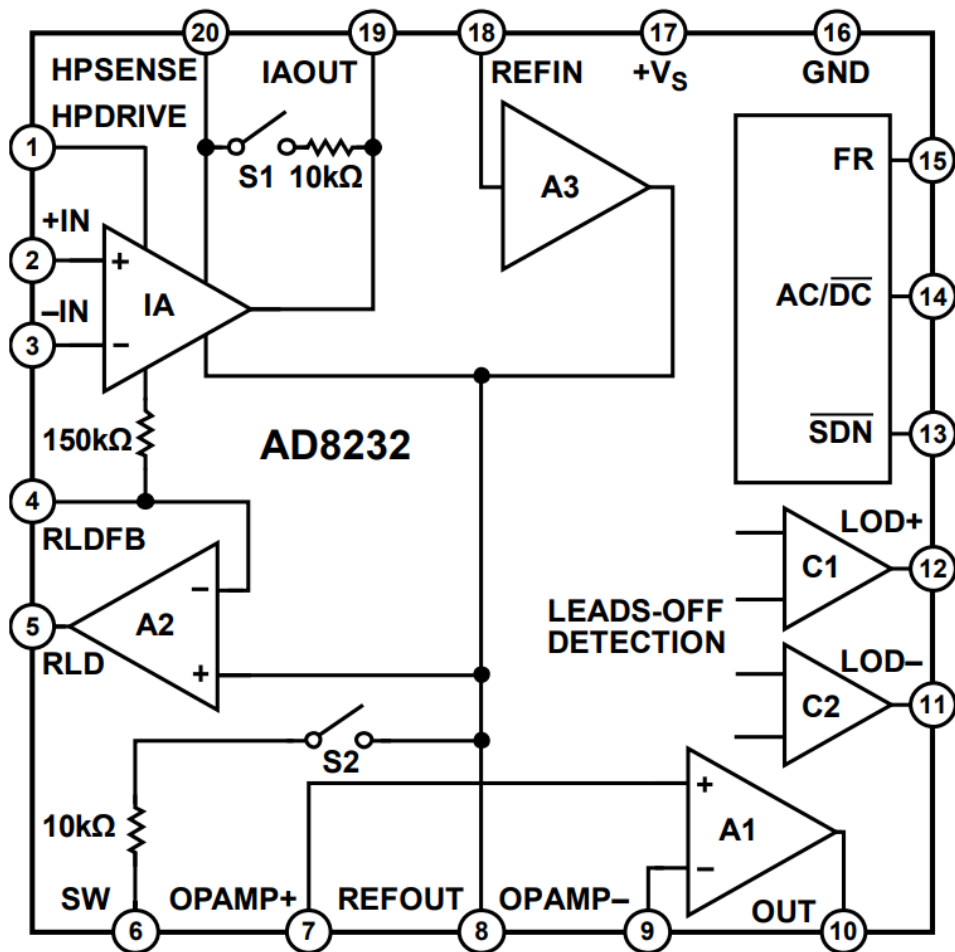 20
19
18
17
16
HPSENSE
IAOUT
REFIN
+VS
GND
HPDRIVE
1
S1
10kΩ
A3
FR
15
+IN
2
+
IA
AC/D̅C̅
14
–IN
3
–
150kΩ
AD8232
S̅D̅N̅
13
4
RLDFB
LOD+
C1
12
–
A2
5
RLD
+
LEADS-OFF
DETECTION
LOD–
C2
11
S2
10kΩ
+
A1
–
SW
OPAMP+
REFOUT
OPAMP–
OUT
6
7
8
9
10